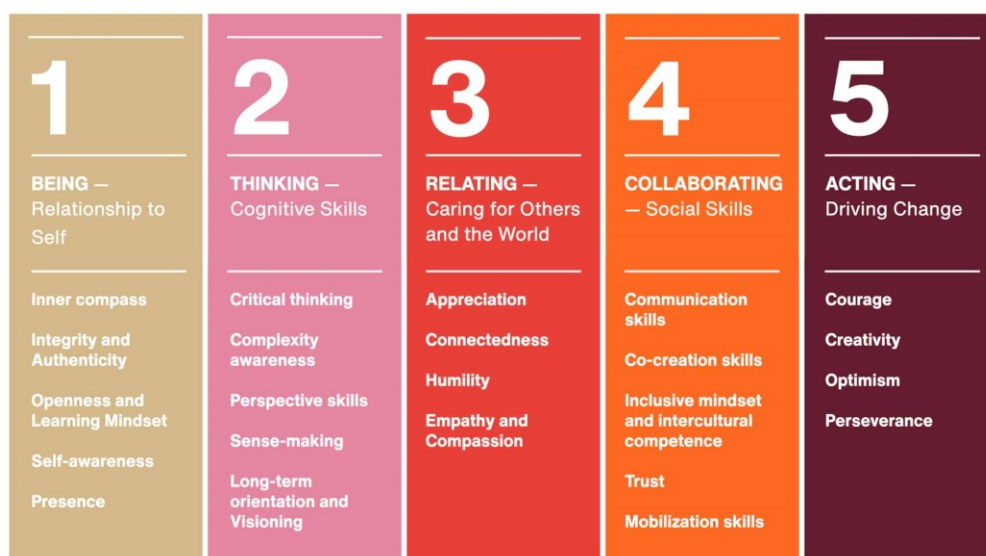 1
BEING —
Relationship to
Self
Inner compass
Integrity and
Authenticity
Openness and
Learning Mindset
Self-awareness
Presence
2
THINKING —
Cognitive Skills
Critical thinking
Complexity
awareness
Perspective skills
Sense-making
Long-term
orientation and
Visioning
3
RELATING —
Caring for Others
and the World
Appreciation
Connectedness
Humility
Empathy and
Compassion
4
COLLABORATING
— Social Skills
Communication
skills
Co-creation skills
Inclusive mindset
and intercultural
competence
Trust
Mobilization skills
5
ACTING —
Driving Change
Courage
Creativity
Optimism
Perseverance